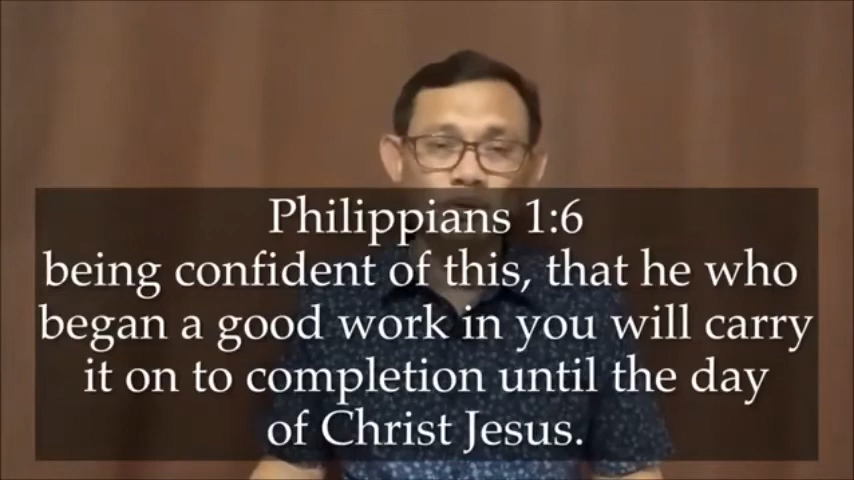 Philippians 1:6
being confident of this, that he who
began a good work in you will carry
it on to completion until the day
of Christ Jesus.